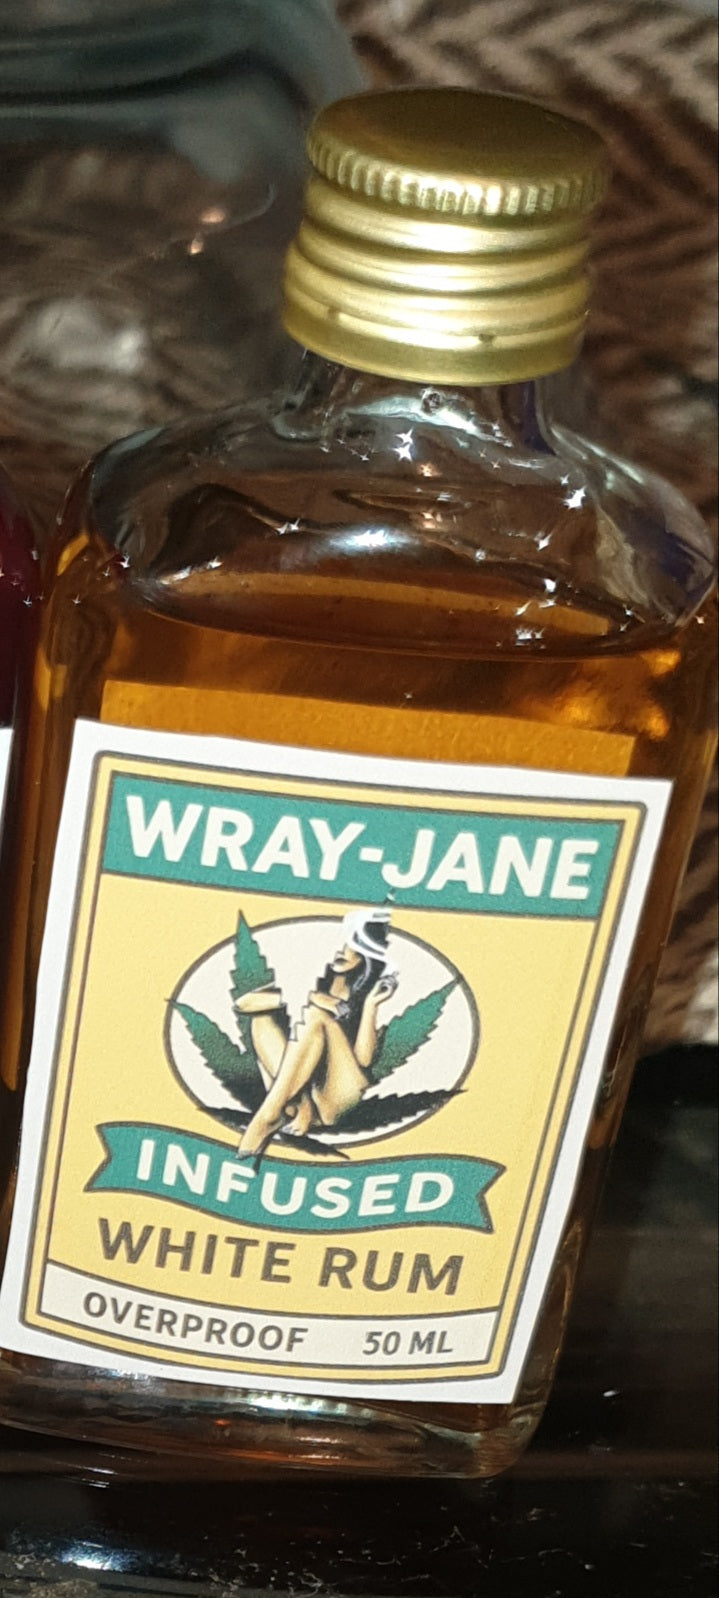 WRAY-JANE
INFUSED
WHITE RUM
OVERPROOF 50 ML